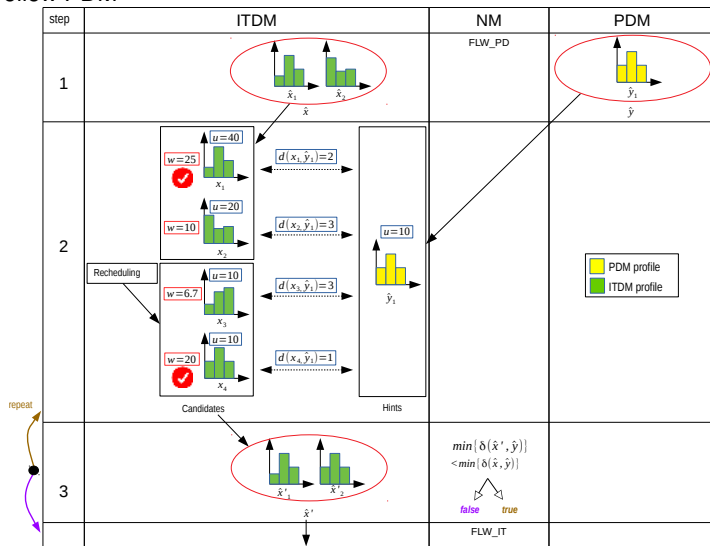 step ITDM NM PDM
1
FLW_PD
x̂₁ x̂₂
x̂
ŷ₁
ŷ
2
u=40
w=25
x₁
d(x₁,ŷ₁)=2
u=20
w=10
x₂
d(x₂,ŷ₁)=3
u=10
ŷ₁
Recheduling
u=10
w=6.7
x₃
d(x₃,ŷ₁)=3
u=10
w=20
x₄
d(x₄,ŷ₁)=1
PDM profile
ITDM profile
Candidates
Hints
repeat
3
x̂'₁ x̂'₂
x̂'
min{δ(x̂',ŷ)}
<min{δ(x̂,ŷ)}
false true
FLW_IT